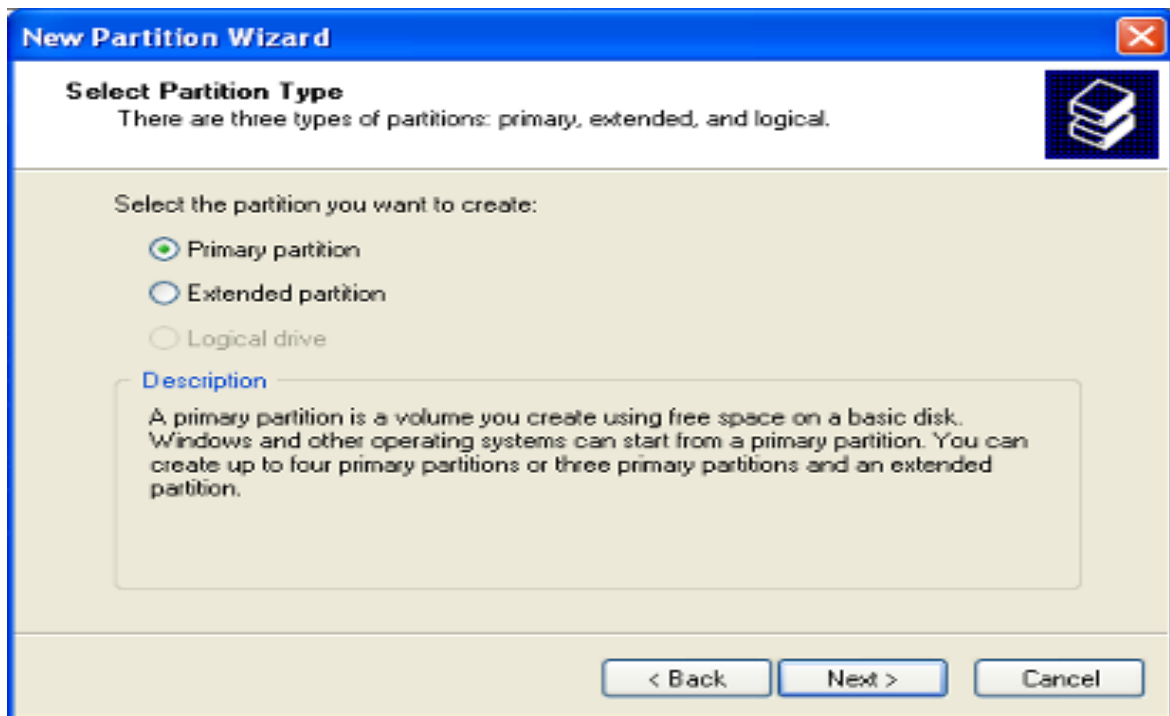 New Partition Wizard
Select Partition Type
There are three types of partitions: primary, extended, and logical.
Select the partition you want to create:
Primary partition
Extended partition
Logical drive
Description
A primary partition is a volume you create using free space on a basic disk.
Windows and other operating systems can start from a primary partition. You can
create up to four primary partitions or three primary partitions and an extended
partition.
< Back Next > Cancel